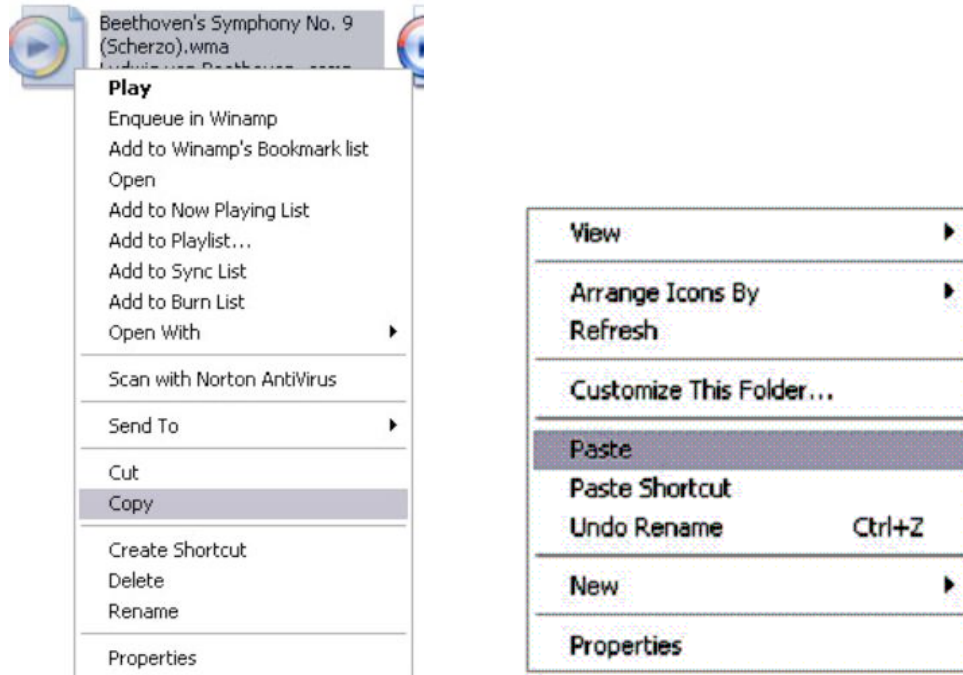 Beethoven's Symphony No. 9
(Scherzo).wma
Ludwig van Beethoven
Play
Enqueue in Winamp
Add to Winamp's Bookmark list
Open
Add to Now Playing List
Add to Playlist...
Add to Sync List
Add to Burn List
Open With
Scan with Norton AntiVirus
Send To
Cut
Copy
Create Shortcut
Delete
Rename
Properties
View
Arrange Icons By
Refresh
Customize This Folder...
Paste
Paste Shortcut
Undo Rename Ctrl+Z
New
Properties